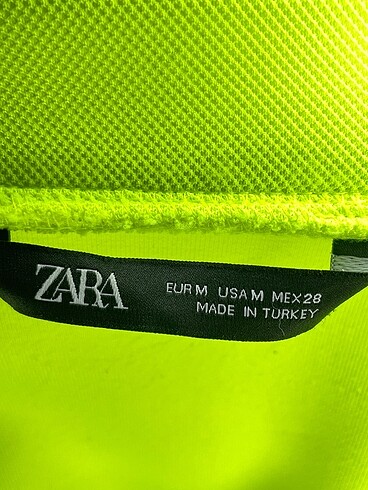 ZARA
EUR M USA M MEX 28
MADE IN TURKEY